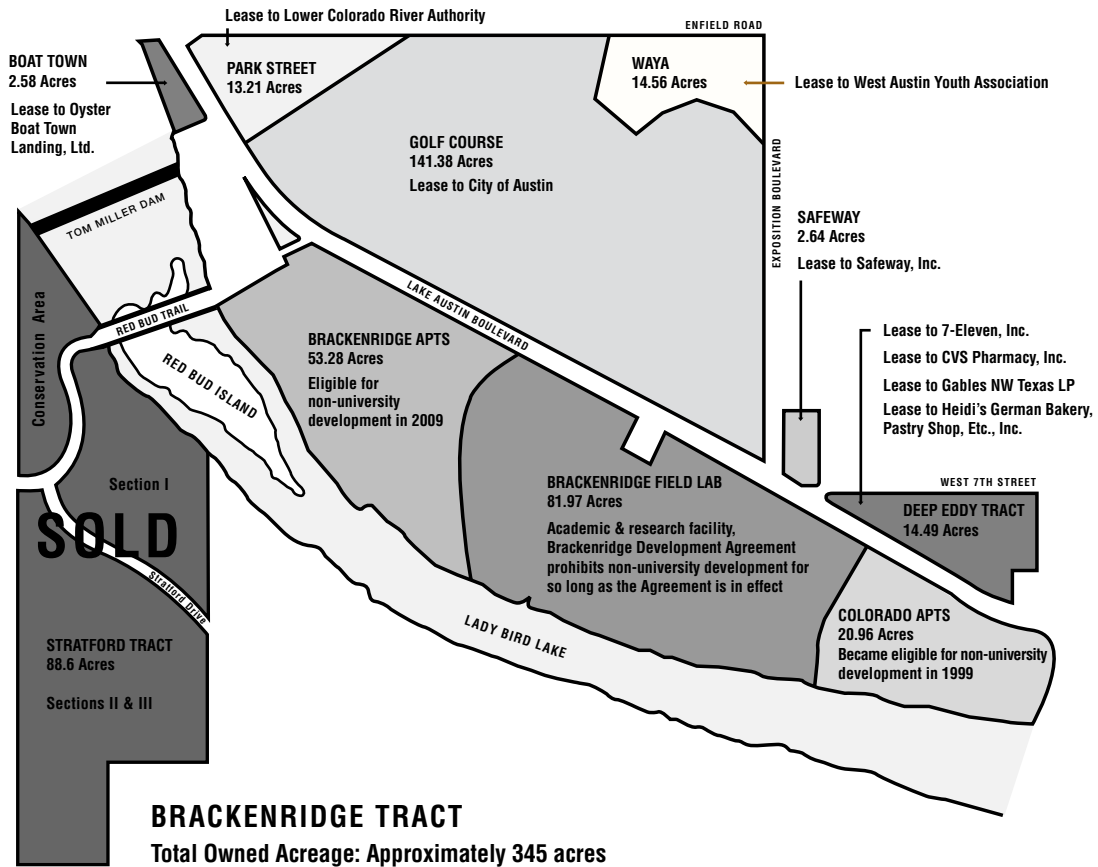 Lease to Lower Colorado River Authority
ENFIELD ROAD
BOAT TOWN
2.58 Acres
Lease to Oyster
Boat Town
Landing, Ltd.
PARK STREET
13.21 Acres
WAYA
14.56 Acres
Lease to West Austin Youth Association
GOLF COURSE
141.38 Acres
Lease to City of Austin
EXPOSITION BOULEVARD
TOM MILLER DAM
SAFEWAY
2.64 Acres
Lease to Safeway, Inc.
LAKE AUSTIN BOULEVARD
RED BUD TRAIL
Conservation Area
RED BUD ISLAND
BRACKENRIDGE APTS
53.28 Acres
Eligible for
non-university
development in 2009
Lease to 7-Eleven, Inc.
Lease to CVS Pharmacy, Inc.
Lease to Gables NW Texas LP
Lease to Heidi's German Bakery,
Pastry Shop, Etc., Inc.
Section I
SOLD
Stratford Drive
BRACKENRIDGE FIELD LAB
81.97 Acres
Academic & research facility,
Brackenridge Development Agreement
prohibits non-university development for
so long as the Agreement is in effect
WEST 7TH STREET
DEEP EDDY TRACT
14.49 Acres
COLORADO APTS
20.96 Acres
Became eligible for non-university
development in 1999
LADY BIRD LAKE
STRATFORD TRACT
88.6 Acres
Sections II & III
BRACKENRIDGE TRACT
Total Owned Acreage: Approximately 345 acres